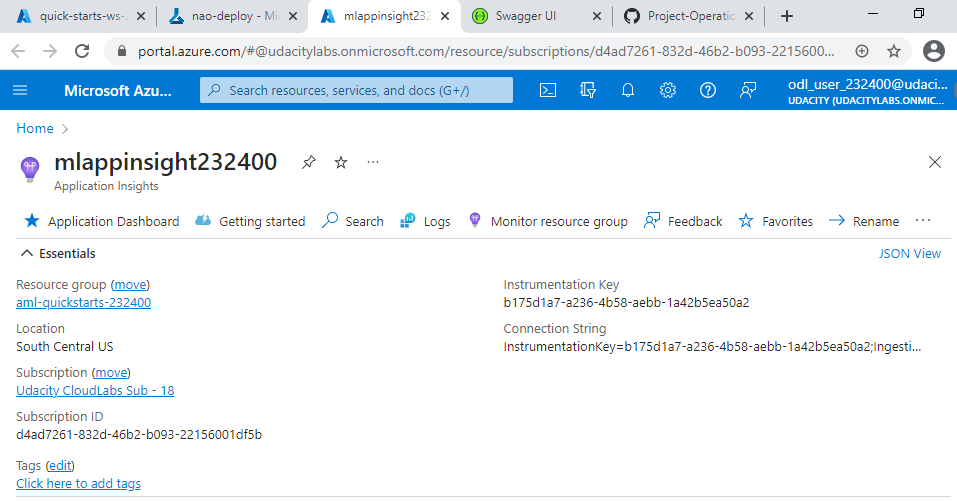 quick-starts-ws-2
nao-deploy - Mi
mlappinsight232
Swagger UI
Project-Operatio
portal.azure.com/#@udacitylabs.onmicrosoft.com/resource/subscriptions/d4ad7261-832d-46b2-b093-2215600...
Microsoft Azu...
Search resources, services, and docs (G+/)
odl_user_232400@udaci...
UDACITY (UDACITYLABS.ONMIC...
Home
mlappinsight232400
Application Insights
Application Dashboard
Getting started
Search
Logs
Monitor resource group
Feedback
Favorites
Rename
Essentials
JSON View
Resource group (move)
aml-quickstarts-232400
Location
South Central US
Subscription (move)
Udacity CloudLabs Sub - 18
Subscription ID
d4ad7261-832d-46b2-b093-22156001df5b
Tags (edit)
Click here to add tags
Instrumentation Key
b175d1a7-a236-4b58-aebb-1a42b5ea50a2
Connection String
InstrumentationKey=b175d1a7-a236-4b58-aebb-1a42b5ea50a2;Ingesti...